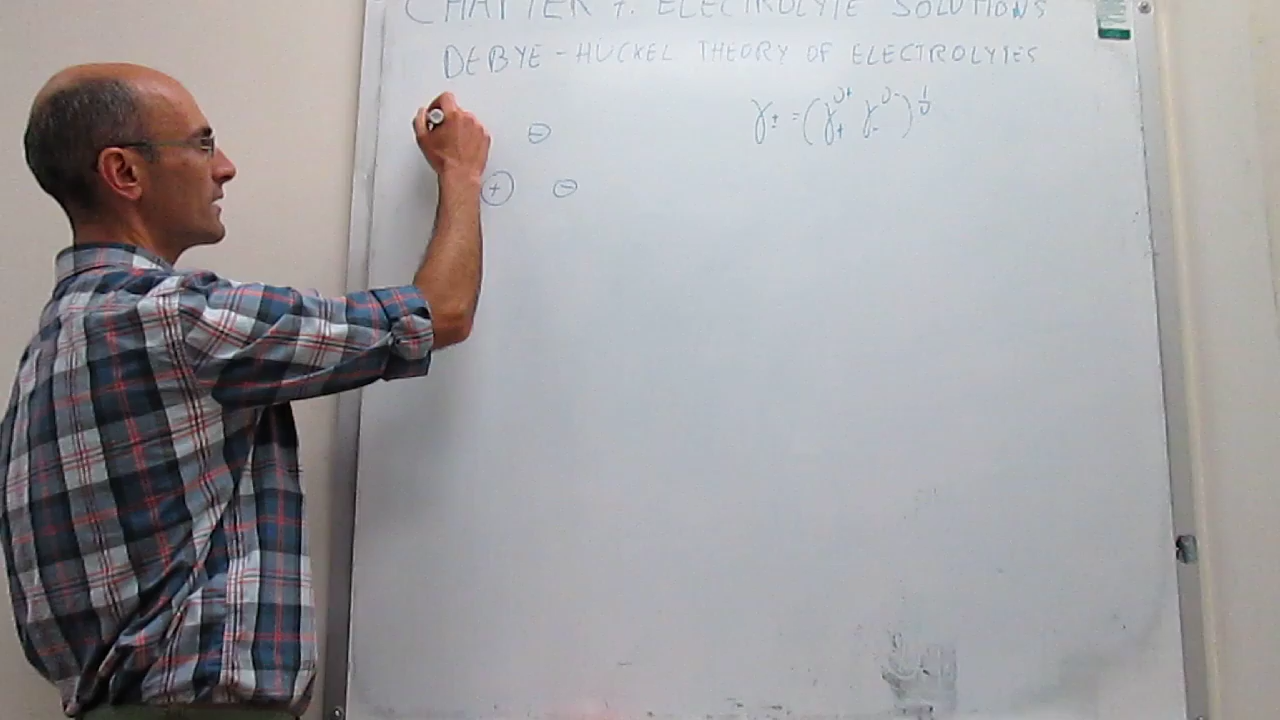 CHAPTER 7. ELECTROLYTE SOLUTIONS
DEBYE-HÜCKEL THEORY OF ELECTROLYTES
γ± = (γ+^υ+ γ-^υ-)^1/υ
⊖
⊕ ⊖